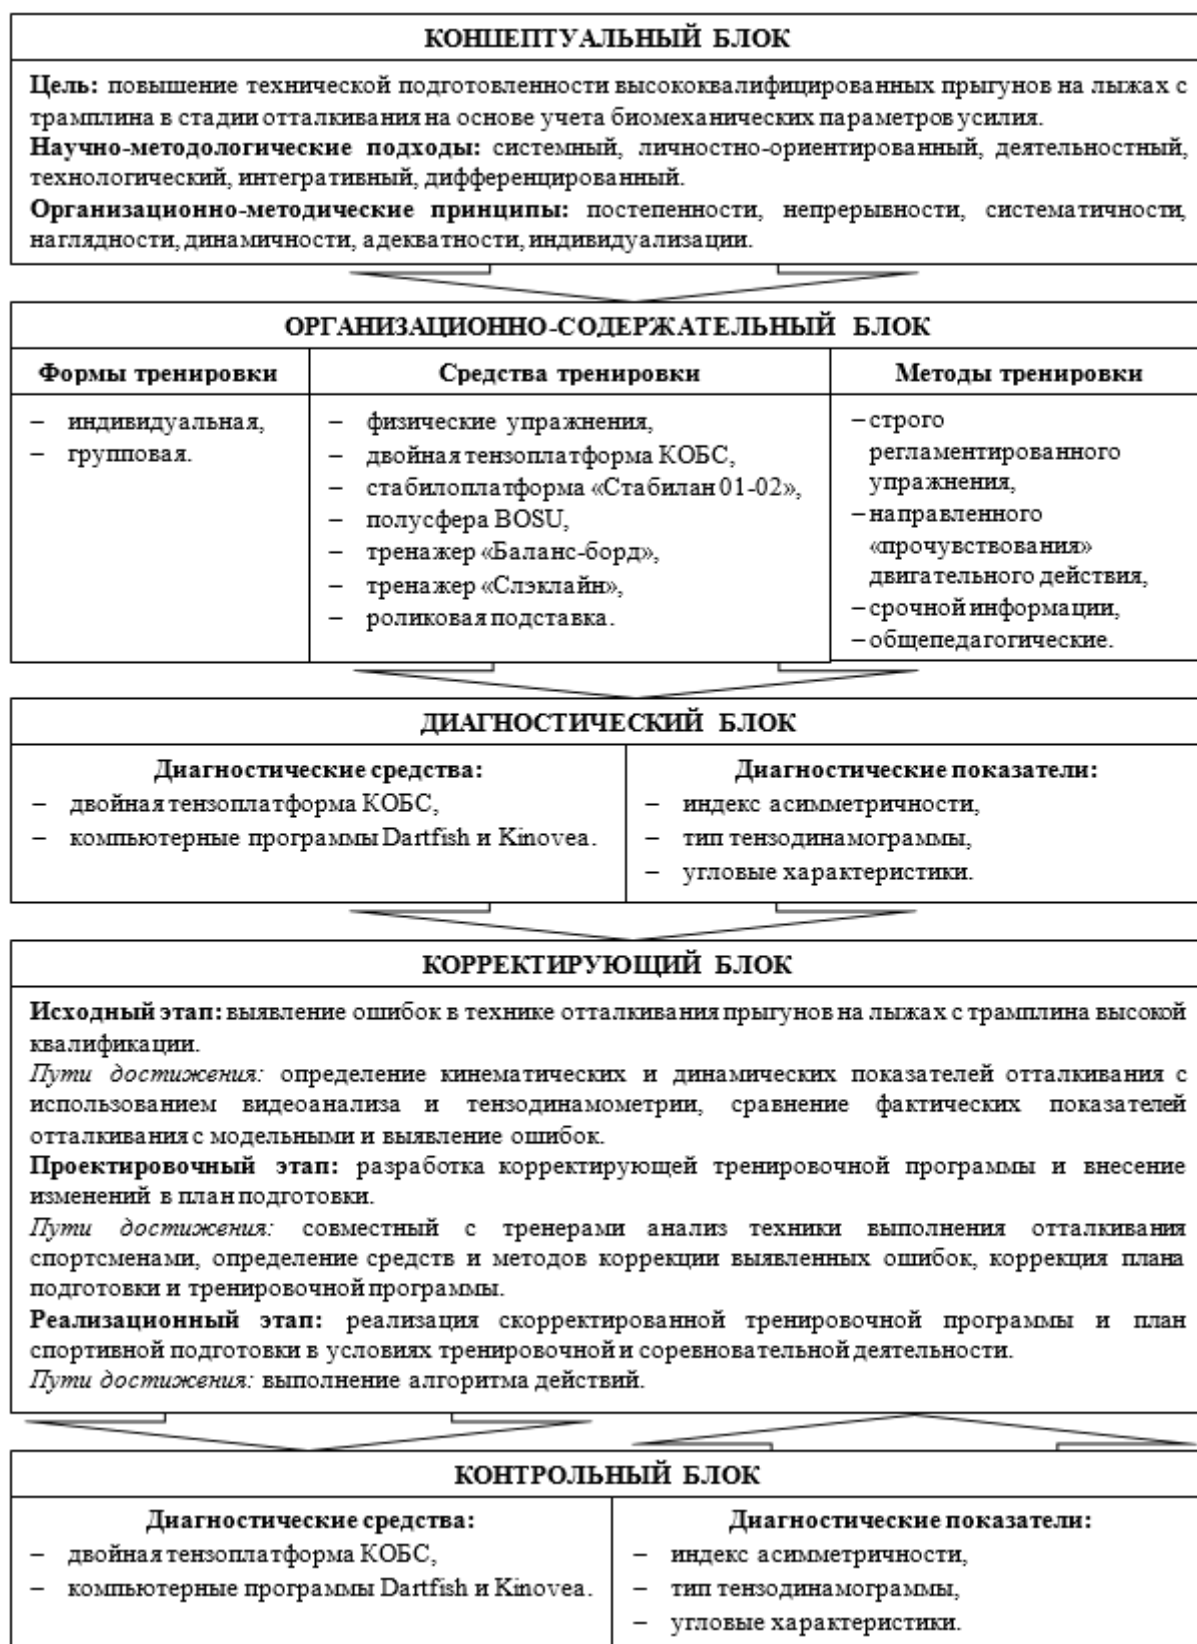 КОНЦЕПТУАЛЬНЫЙ БЛОК
Цель: повышение технической подготовленности высококвалифицированных прыгунов на лыжах с
трамплина в стадии отталкивания на основе учета биомеханических параметров усилия.
Научно-методологические подходы: системный, личностно-ориентированный, деятельностный,
технологический, интегративный, дифференцированный.
Организационно-методические принципы: постепенности, непрерывности, систематичности,
наглядности, динамичности, адекватности, индивидуализации.
ОРГАНИЗАЦИОННО-СОДЕРЖАТЕЛЬНЫЙ БЛОК
Формы тренировки
– индивидуальная,
– групповая.
Средства тренировки
– физические упражнения,
– двойная тензоплатформа КОБС,
– стабилоплатформа «Стабилан 01-02»,
– полусфера BOSU,
– тренажер «Баланс-борд»,
– тренажер «Слэклайн»,
– роликовая подставка.
Методы тренировки
– строго
регламентированного
упражнения,
– направленного
«прочувствования»
двигательного действия,
– срочной информации,
– общепедагогические.
ДИАГНОСТИЧЕСКИЙ БЛОК
Диагностические средства:
– двойная тензоплатформа КОБС,
– компьютерные программы Dartfish и Kinovea.
Диагностические показатели:
– индекс асимметричности,
– тип тензодинамограммы,
– угловые характеристики.
КОРРЕКТИРУЮЩИЙ БЛОК
Исходный этап: выявление ошибок в технике отталкивания прыгунов на лыжах с трамплина высокой
квалификации.
Пути достижения: определение кинематических и динамических показателей отталкивания с
использованием видеоанализа и тензодинамометрии, сравнение фактических показателей
отталкивания с модельными и выявление ошибок.
Проектировочный этап: разработка корректирующей тренировочной программы и внесение
изменений в план подготовки.
Пути достижения: совместный с тренерами анализ техники выполнения отталкивания
спортсменами, определение средств и методов коррекции выявленных ошибок, коррекция плана
подготовки и тренировочной программы.
Реализационный этап: реализация скорректированной тренировочной программы и план
спортивной подготовки в условиях тренировочной и соревновательной деятельности.
Пути достижения: выполнение алгоритма действий.
КОНТРОЛЬНЫЙ БЛОК
Диагностические средства:
– двойная тензоплатформа КОБС,
– компьютерные программы Dartfish и Kinovea.
Диагностические показатели:
– индекс асимметричности,
– тип тензодинамограммы,
– угловые характеристики.